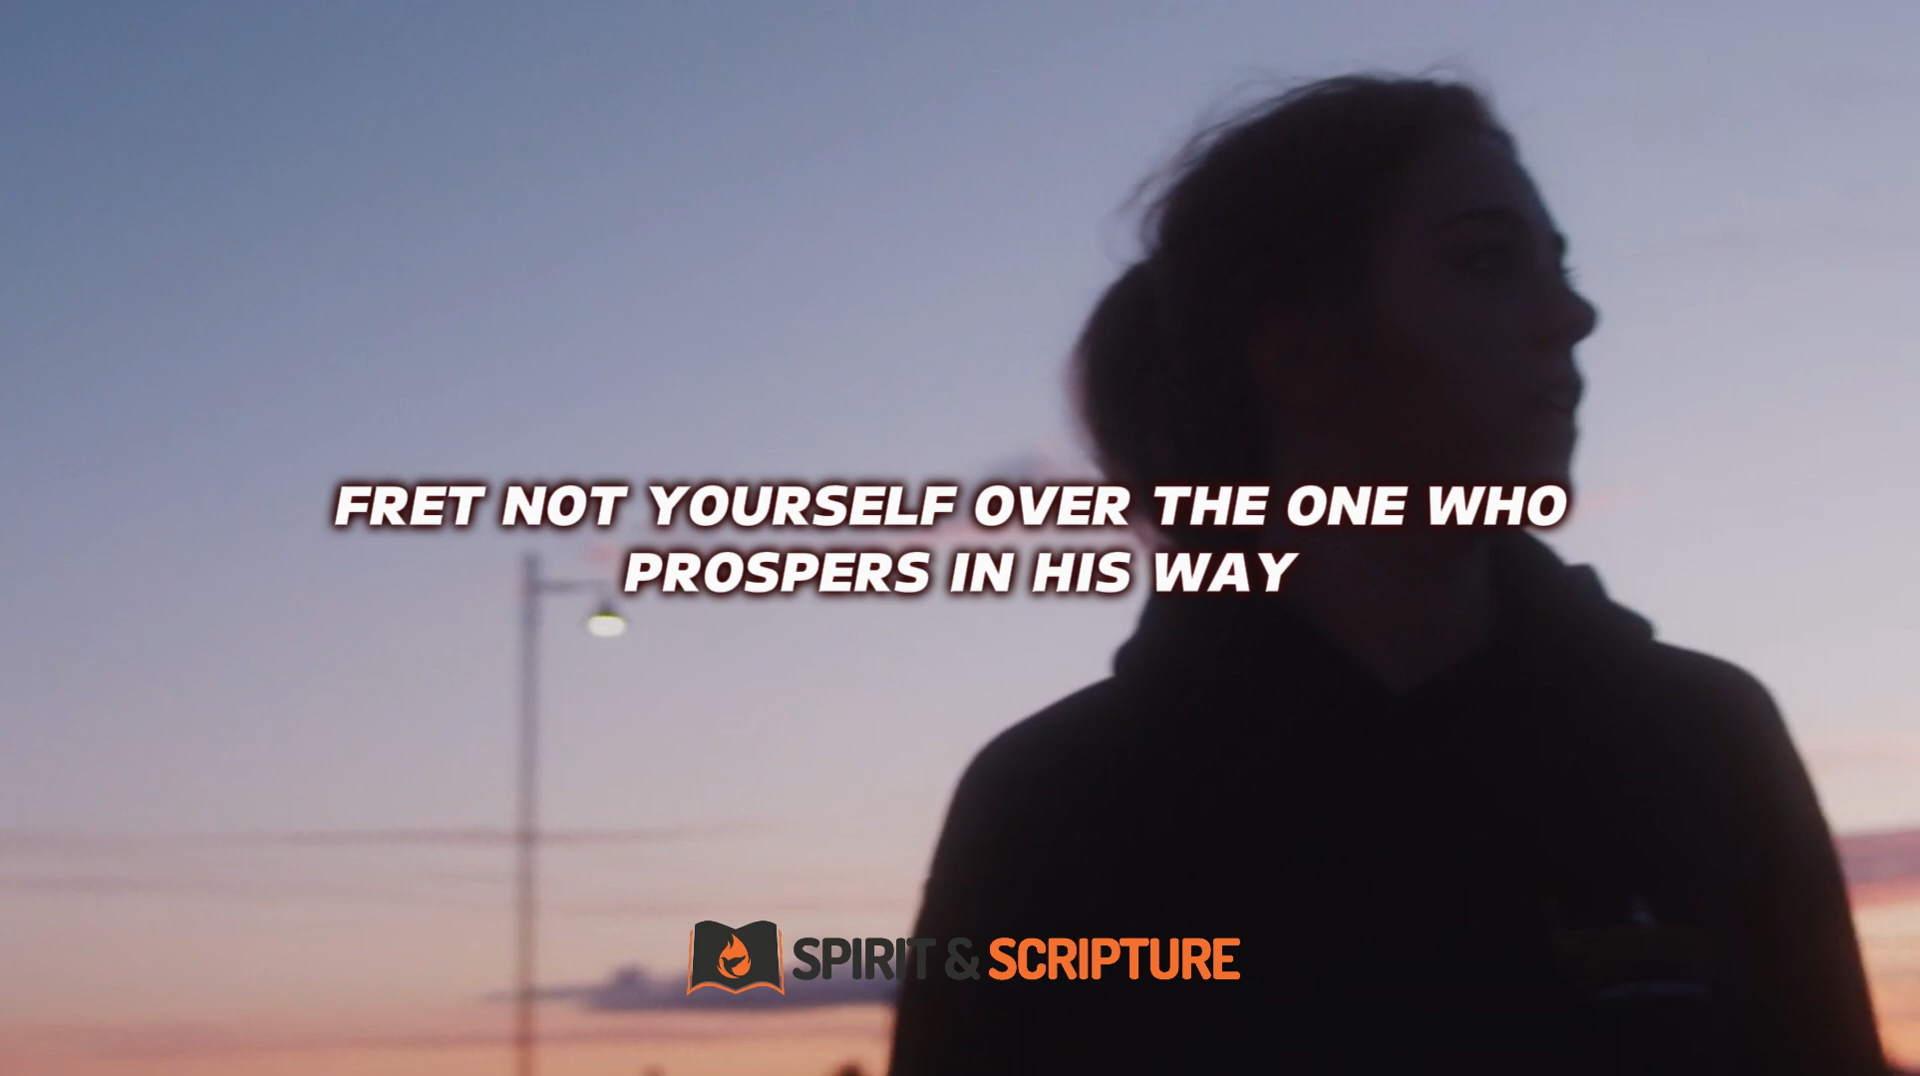 FRET NOT YOURSELF OVER THE ONE WHO
PROSPERS IN HIS WAY
SPIRIT & SCRIPTURE